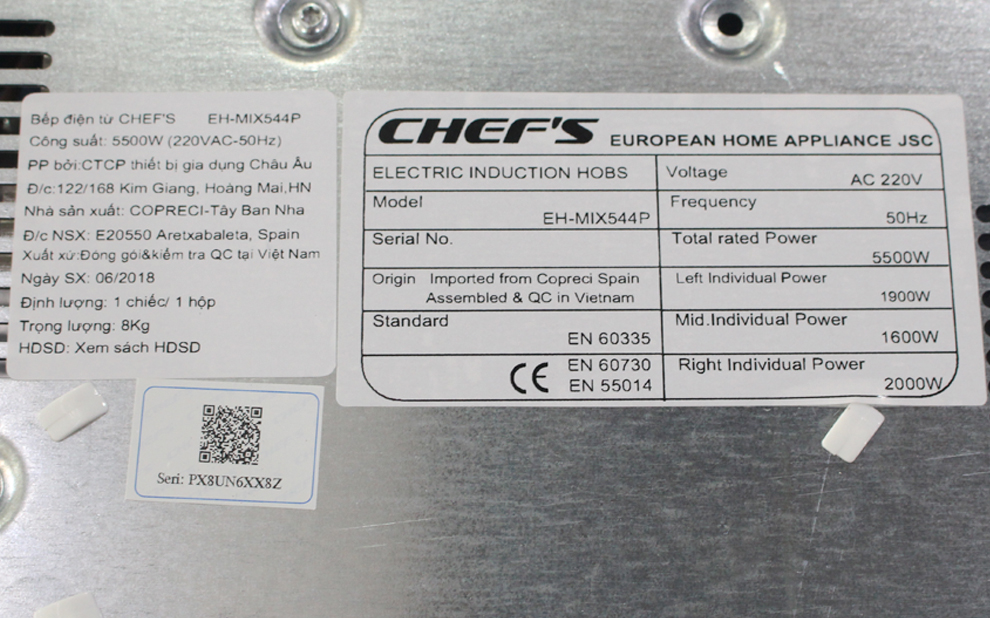 Bếp điện từ CHEF'S EH-MIX544P
Công suất: 5500W (220VAC-50Hz)
PP bởi:CTCP thiết bị gia dụng Châu Âu
Đ/c:122/168 Kim Giang, Hoàng Mai,HN
Nhà sản xuất: COPRECI-Tây Ban Nha
Đ/c NSX: E20550 Aretxabaleta, Spain
Xuất xứ:Đóng gói&kiểm tra QC tại Việt Nam
Ngày SX: 06/2018
Định lượng: 1 chiếc/ 1 hộp
Trọng lượng: 8Kg
HDSD: Xem sách HDSD
CHEF'S EUROPEAN HOME APPLIANCE JSC
ELECTRIC INDUCTION HOBS
Model
EH-MIX544P
Serial No.
Origin Imported from Copreci Spain
Assembled & QC in Vietnam
Standard
EN 60335
CE EN 60730
EN 55014
Voltage
AC 220V
Frequency
50Hz
Total rated Power
5500W
Left Individual Power
1900W
Mid.Individual Power
1600W
Right Individual Power
2000W
Seri: PX8UN6XX8Z